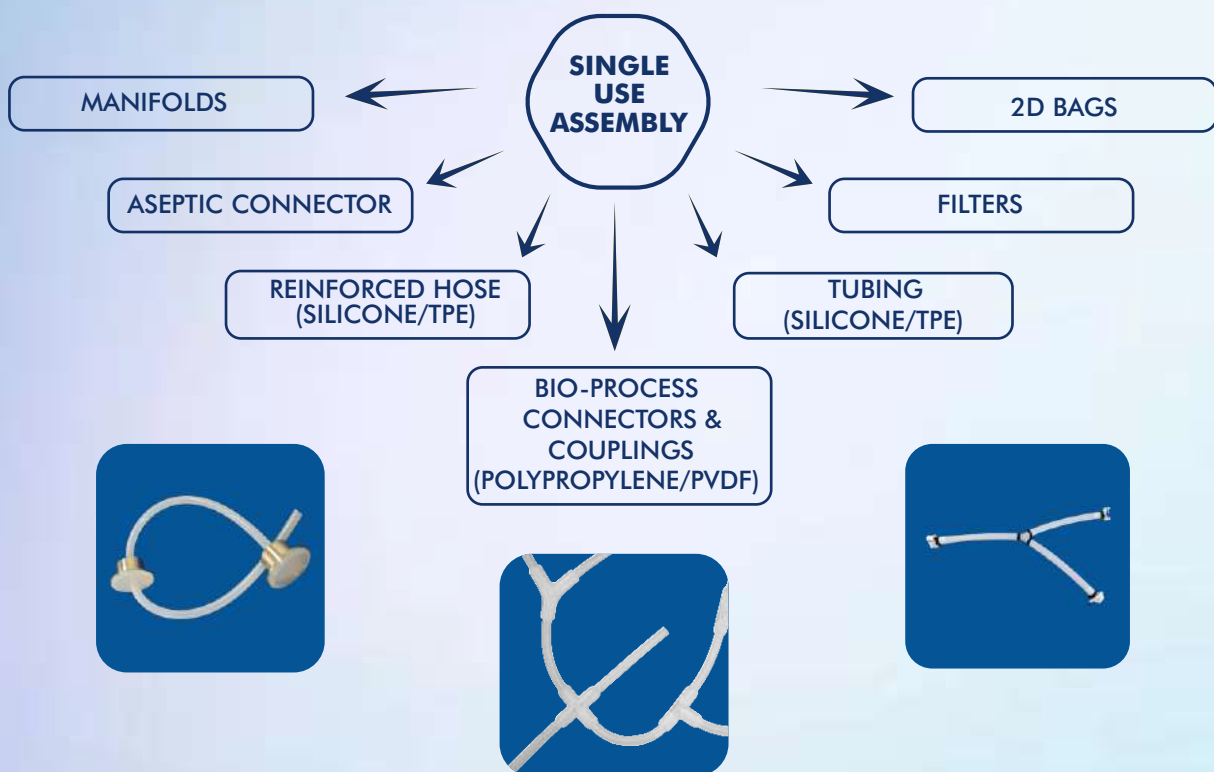 SINGLE
USE
ASSEMBLY
MANIFOLDS
2D BAGS
ASEPTIC CONNECTOR
FILTERS
REINFORCED HOSE
(SILICONE/TPE)
TUBING
(SILICONE/TPE)
BIO-PROCESS
CONNECTORS &
COUPLINGS
(POLYPROPYLENE/PVDF)